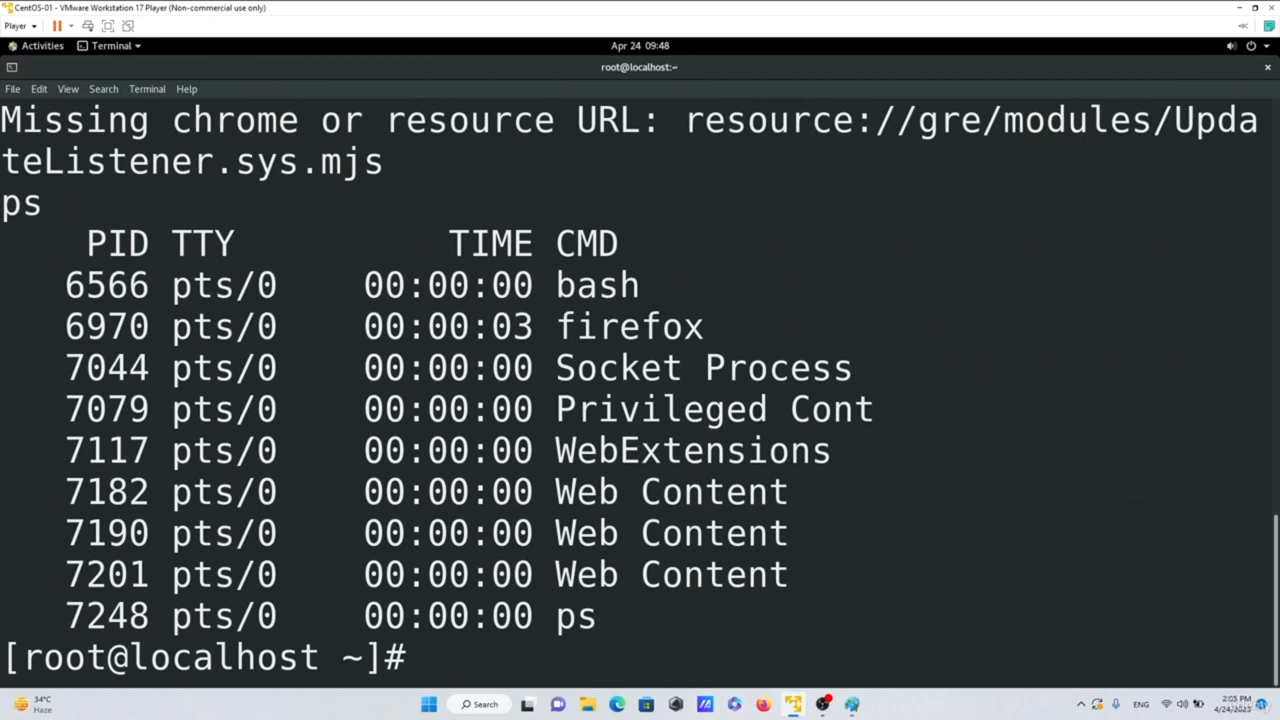 CentOS-01 - VMware Workstation 17 Player (Non-commercial use only)
Player
Activities Terminal Apr 24 09:48
root@localhost:~
File Edit View Search Terminal Help
Missing chrome or resource URL: resource://gre/modules/Upda
teListener.sys.mjs
ps
PID TTY TIME CMD
6566 pts/0 00:00:00 bash
6970 pts/0 00:00:03 firefox
7044 pts/0 00:00:00 Socket Process
7079 pts/0 00:00:00 Privileged Cont
7117 pts/0 00:00:00 WebExtensions
7182 pts/0 00:00:00 Web Content
7190 pts/0 00:00:00 Web Content
7201 pts/0 00:00:00 Web Content
7248 pts/0 00:00:00 ps
[root@localhost ~]#
34°C
Haze
Search
2:05 PM
4/24/2023